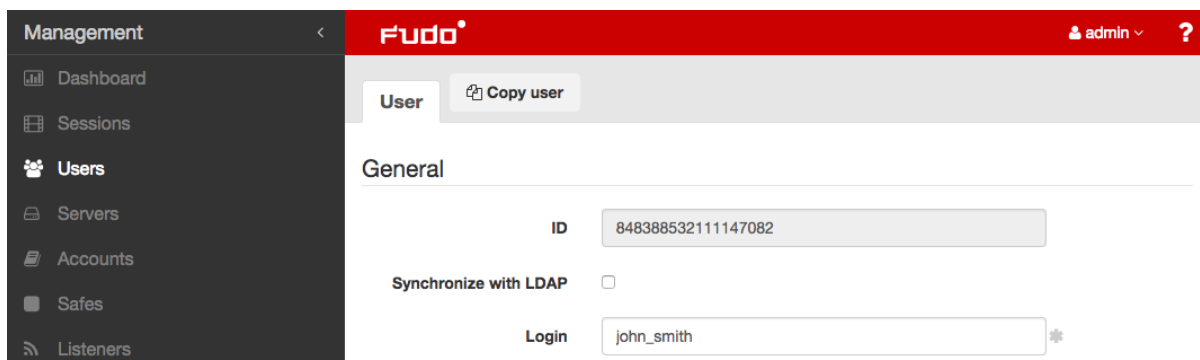 Management
FUDO
admin
?
Dashboard
Sessions
Users
Servers
Accounts
Safes
Listeners
User
Copy user
General
ID
848388532111147082
Synchronize with LDAP
Login
john_smith
*